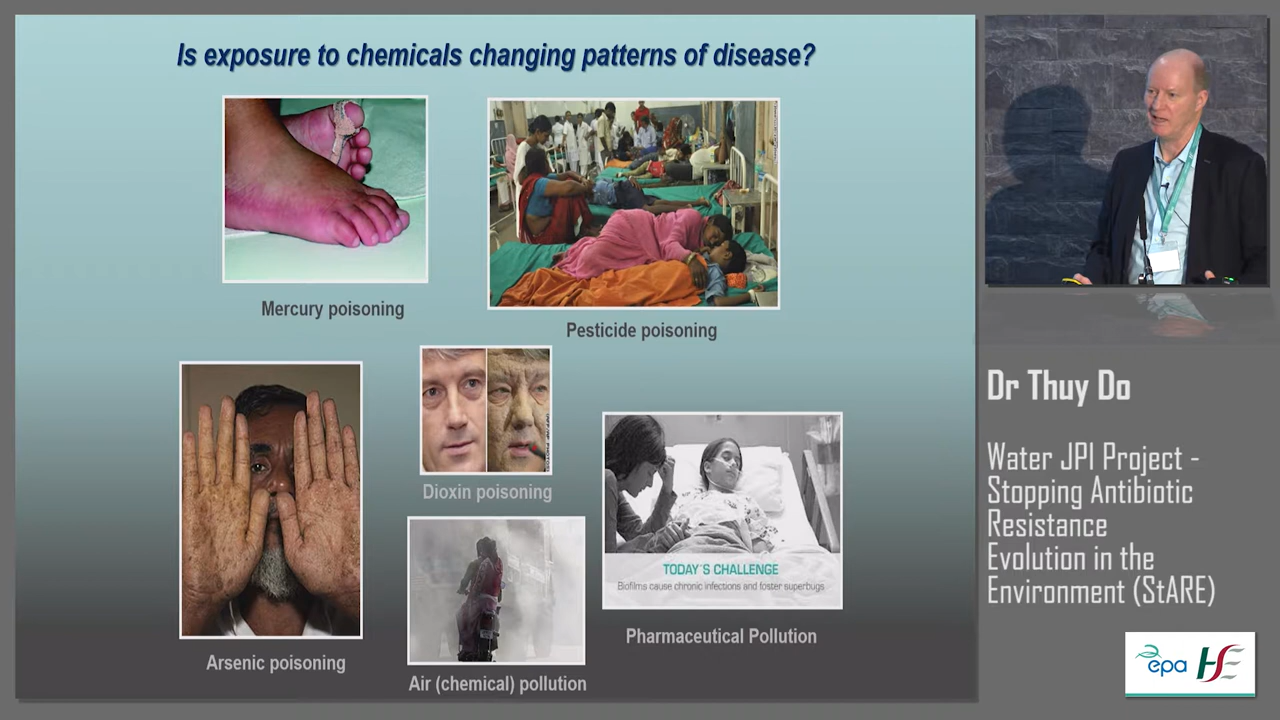 Is exposure to chemicals changing patterns of disease?
Mercury poisoning
Pesticide poisoning
Dioxin poisoning
TODAY´S CHALLENGE
Biofilms cause chronic infections and foster superbugs
Arsenic poisoning
Air (chemical) pollution
Pharmaceutical Pollution
Dr Thuy Do
Water JPI Project -
Stopping Antibiotic
Resistance
Evolution in the
Environment (StARE)
epa HSE